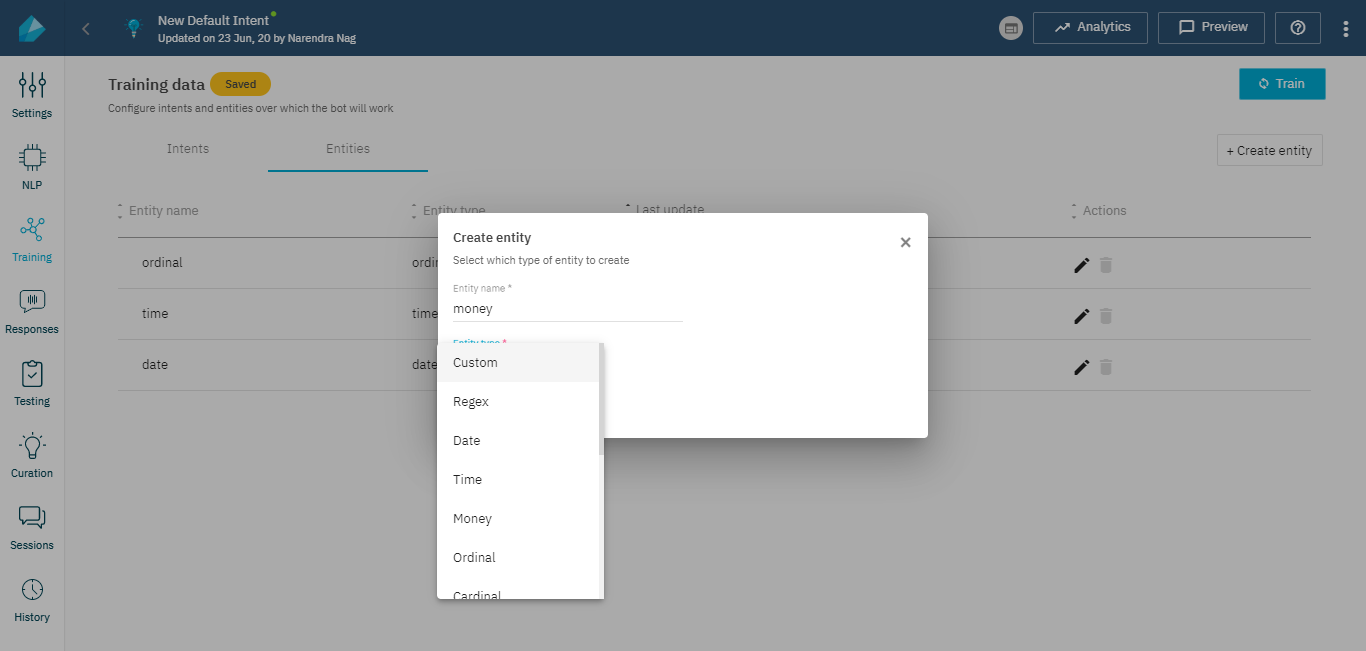 New Default Intent
Updated on 23 Jun, 20 by Narendra Nag
Analytics
Preview
Settings
NLP
Training
Responses
Testing
Curation
Sessions
History
Training data Saved
Configure intents and entities over which the bot will work
Train
Intents Entities
+ Create entity
Entity name Entity type Last update Actions
ordinal
time time
date date
Create entity
Select which type of entity to create
Entity name *
money
Entity type *
Custom
Regex
Date
Time
Money
Ordinal
Cardinal